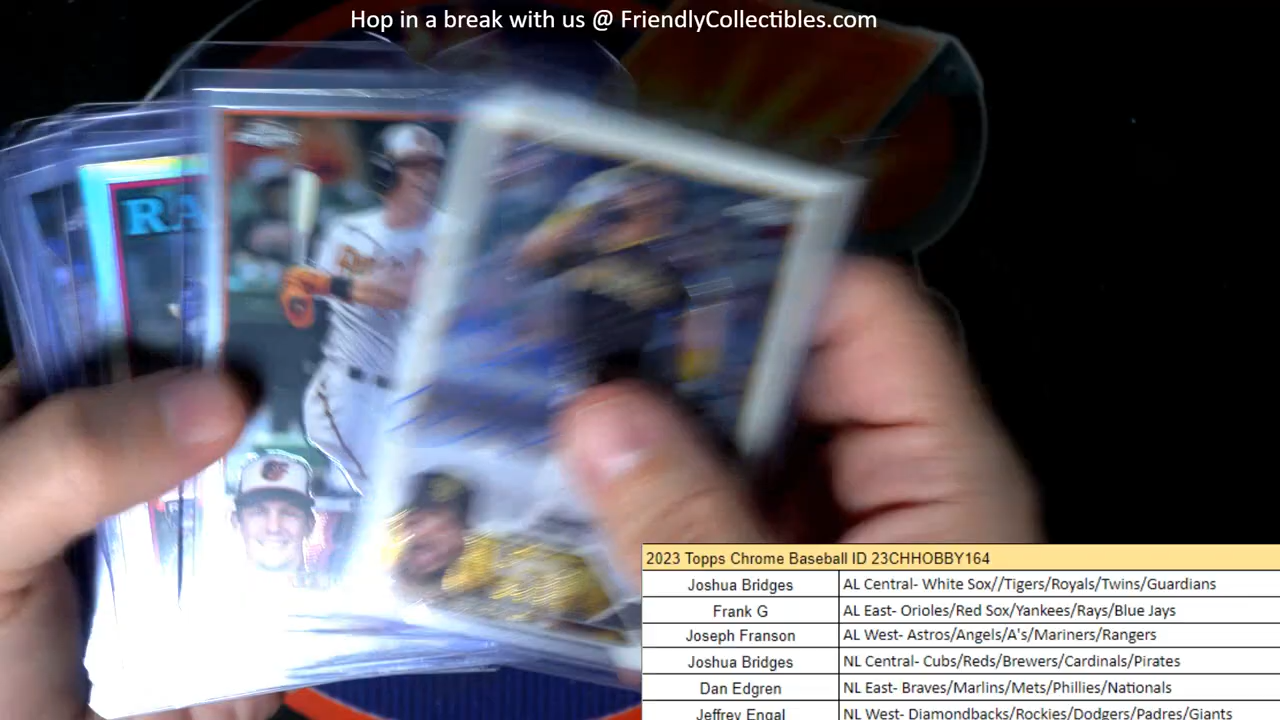 Hop in a break with us @ FriendlyCollectibles.com
RA
2023 Topps Chrome Baseball ID 23CHHOBBY164
Joshua Bridges AL Central- White Sox//Tigers/Royals/Twins/Guardians
Frank G AL East- Orioles/Red Sox/Yankees/Rays/Blue Jays
Joseph Franson AL West- Astros/Angels/A's/Mariners/Rangers
Joshua Bridges NL Central- Cubs/Reds/Brewers/Cardinals/Pirates
Dan Edgren NL East- Braves/Marlins/Mets/Phillies/Nationals
Jeffrey Engal NL West- Diamondbacks/Rockies/Dodgers/Padres/Giants